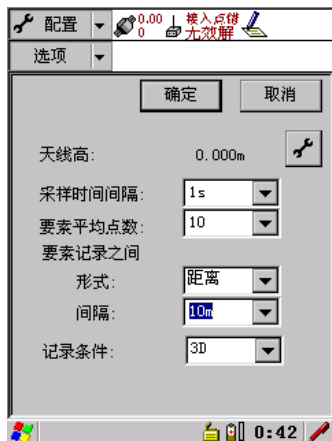 配置 0.00 接入点错
0 无效解
选项
确定 取消
天线高: 0.000m
采样时间间隔: 1s
要素平均点数: 10
要素记录之间
形式: 距离
间隔: 10m
记录条件: 3D
0:42